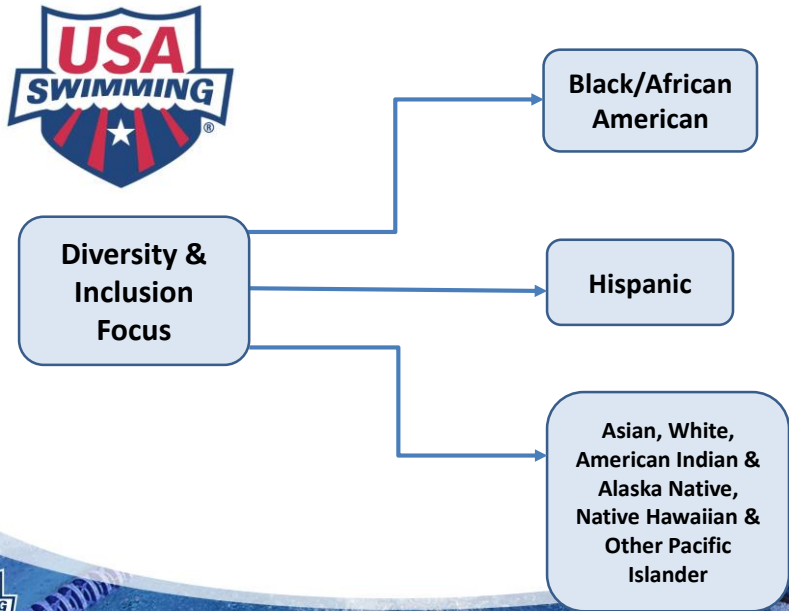 USA
SWIMMING
®
Black/African
American
Diversity &
Inclusion
Focus
Hispanic
Asian, White,
American Indian &
Alaska Native,
Native Hawaiian &
Other Pacific
Islander